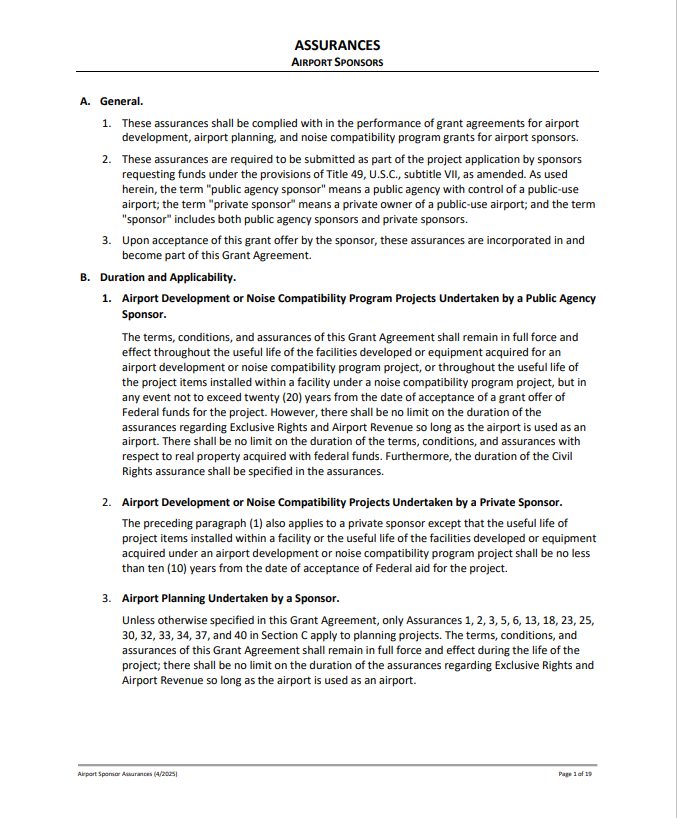 ASSURANCES
AIRPORT SPONSORS
A. General.
1. These assurances shall be complied with in the performance of grant agreements for airport
development, airport planning, and noise compatibility program grants for airport sponsors.
2. These assurances are required to be submitted as part of the project application by sponsors
requesting funds under the provisions of Title 49, U.S.C., subtitle VII, as amended. As used
herein, the term "public agency sponsor" means a public agency with control of a public-use
airport; the term "private sponsor" means a private owner of a public-use airport; and the term
"sponsor" includes both public agency sponsors and private sponsors.
3. Upon acceptance of this grant offer by the sponsor, these assurances are incorporated in and
become part of this Grant Agreement.
B. Duration and Applicability.
1. Airport Development or Noise Compatibility Program Projects Undertaken by a Public Agency
Sponsor.
The terms, conditions, and assurances of this Grant Agreement shall remain in full force and
effect throughout the useful life of the facilities developed or equipment acquired for an
airport development or noise compatibility program project, or throughout the useful life of
the project items installed within a facility under a noise compatibility program project, but in
any event not to exceed twenty (20) years from the date of acceptance of a grant offer of
Federal funds for the project. However, there shall be no limit on the duration of the
assurances regarding Exclusive Rights and Airport Revenue so long as the airport is used as an
airport. There shall be no limit on the duration of the terms, conditions, and assurances with
respect to real property acquired with federal funds. Furthermore, the duration of the Civil
Rights assurance shall be specified in the assurances.
2. Airport Development or Noise Compatibility Projects Undertaken by a Private Sponsor.
The preceding paragraph (1) also applies to a private sponsor except that the useful life of
project items installed within a facility or the useful life of the facilities developed or equipment
acquired under an airport development or noise compatibility program project shall be no less
than ten (10) years from the date of acceptance of Federal aid for the project.
3. Airport Planning Undertaken by a Sponsor.
Unless otherwise specified in this Grant Agreement, only Assurances 1, 2, 3, 5, 6, 13, 18, 23, 25,
30, 32, 33, 34, 37, and 40 in Section C apply to planning projects. The terms, conditions, and
assurances of this Grant Agreement shall remain in full force and effect during the life of the
project; there shall be no limit on the duration of the assurances regarding Exclusive Rights and
Airport Revenue so long as the airport is used as an airport.
Airport Sponsor Assurances (4/2025)
Page 1 of 19